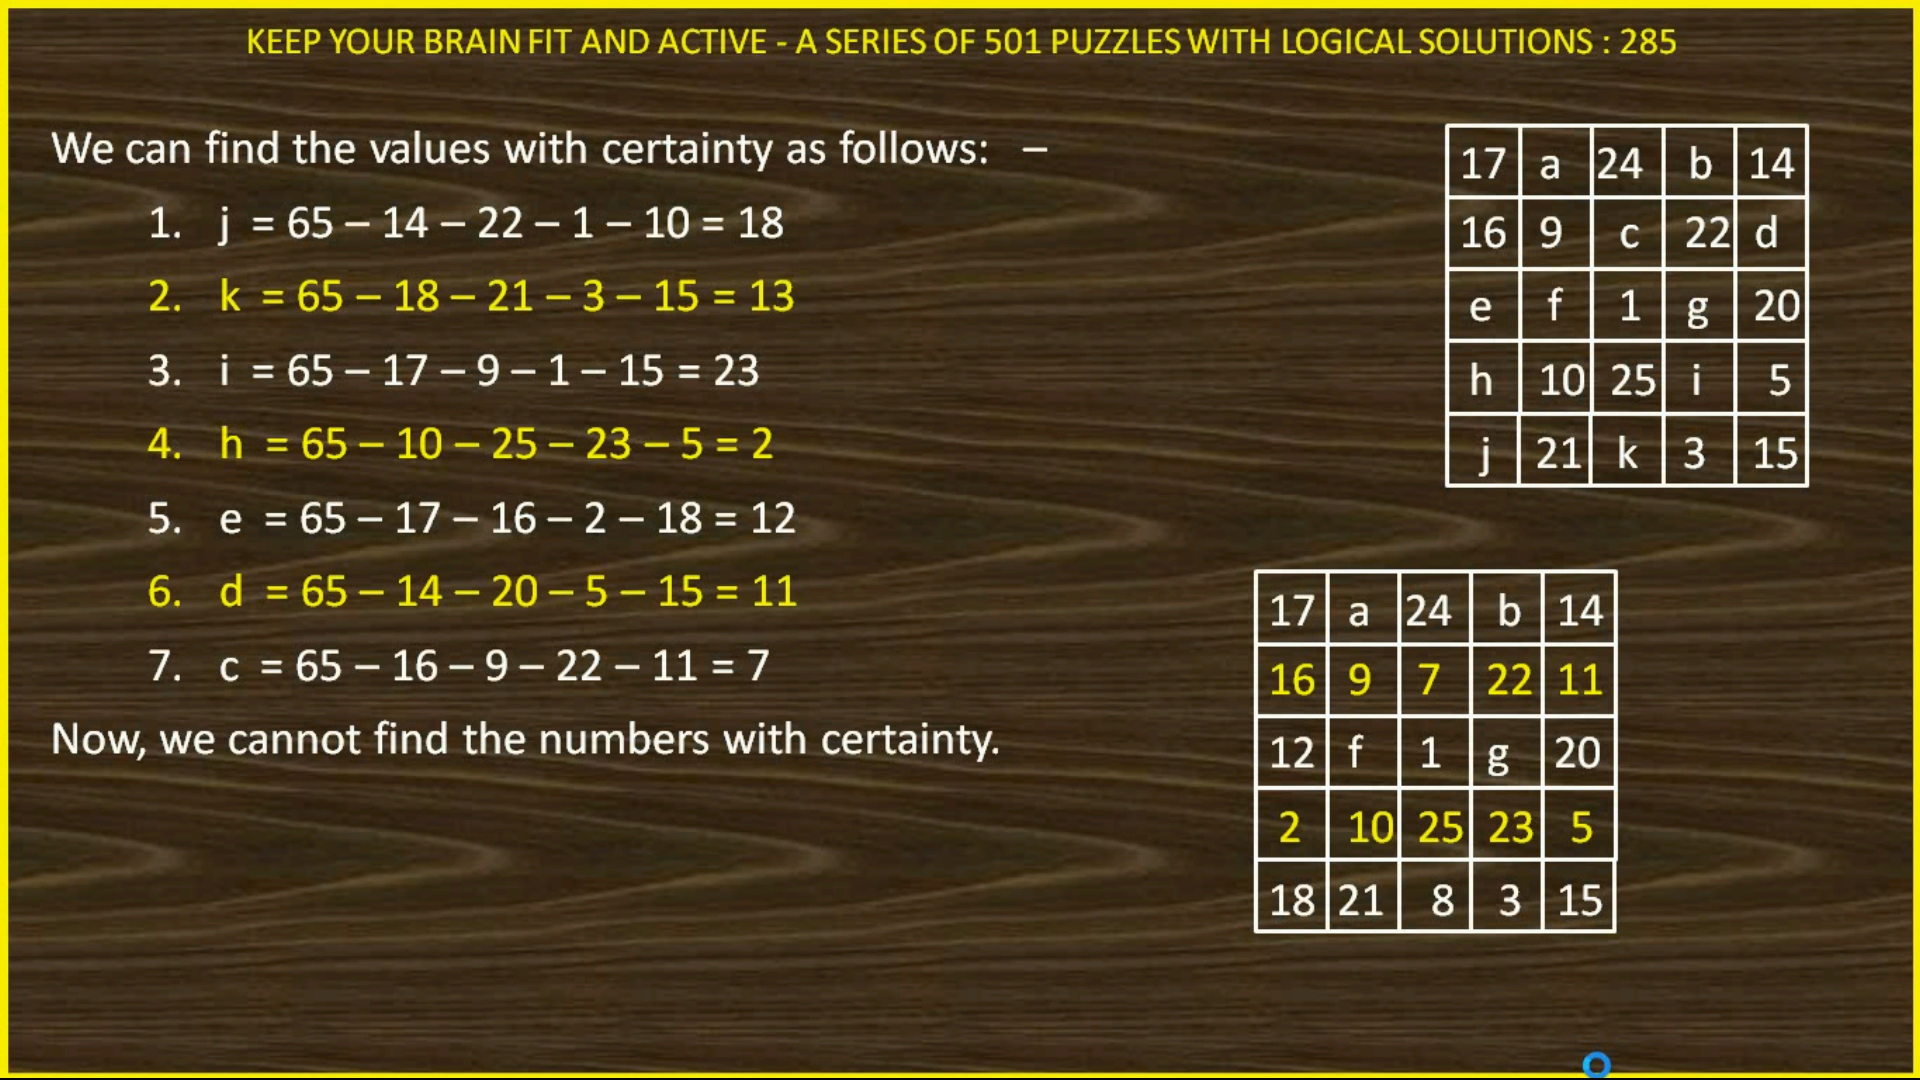 KEEP YOUR BRAIN FIT AND ACTIVE - A SERIES OF 501 PUZZLES WITH LOGICAL SOLUTIONS : 285
We can find the values with certainty as follows: –
1. j = 65 – 14 – 22 – 1 – 10 = 18
2. k = 65 – 18 – 21 – 3 – 15 = 13
3. i = 65 – 17 – 9 – 1 – 15 = 23
4. h = 65 – 10 – 25 – 23 – 5 = 2
5. e = 65 – 17 – 16 – 2 – 18 = 12
6. d = 65 – 14 – 20 – 5 – 15 = 11
7. c = 65 – 16 – 9 – 22 – 11 = 7
Now, we cannot find the numbers with certainty.
17 a 24 b 14
16 9 c 22 d
e f 1 g 20
h 10 25 i 5
j 21 k 3 15
17 a 24 b 14
16 9 7 22 11
12 f 1 g 20
2 10 25 23 5
18 21 8 3 15